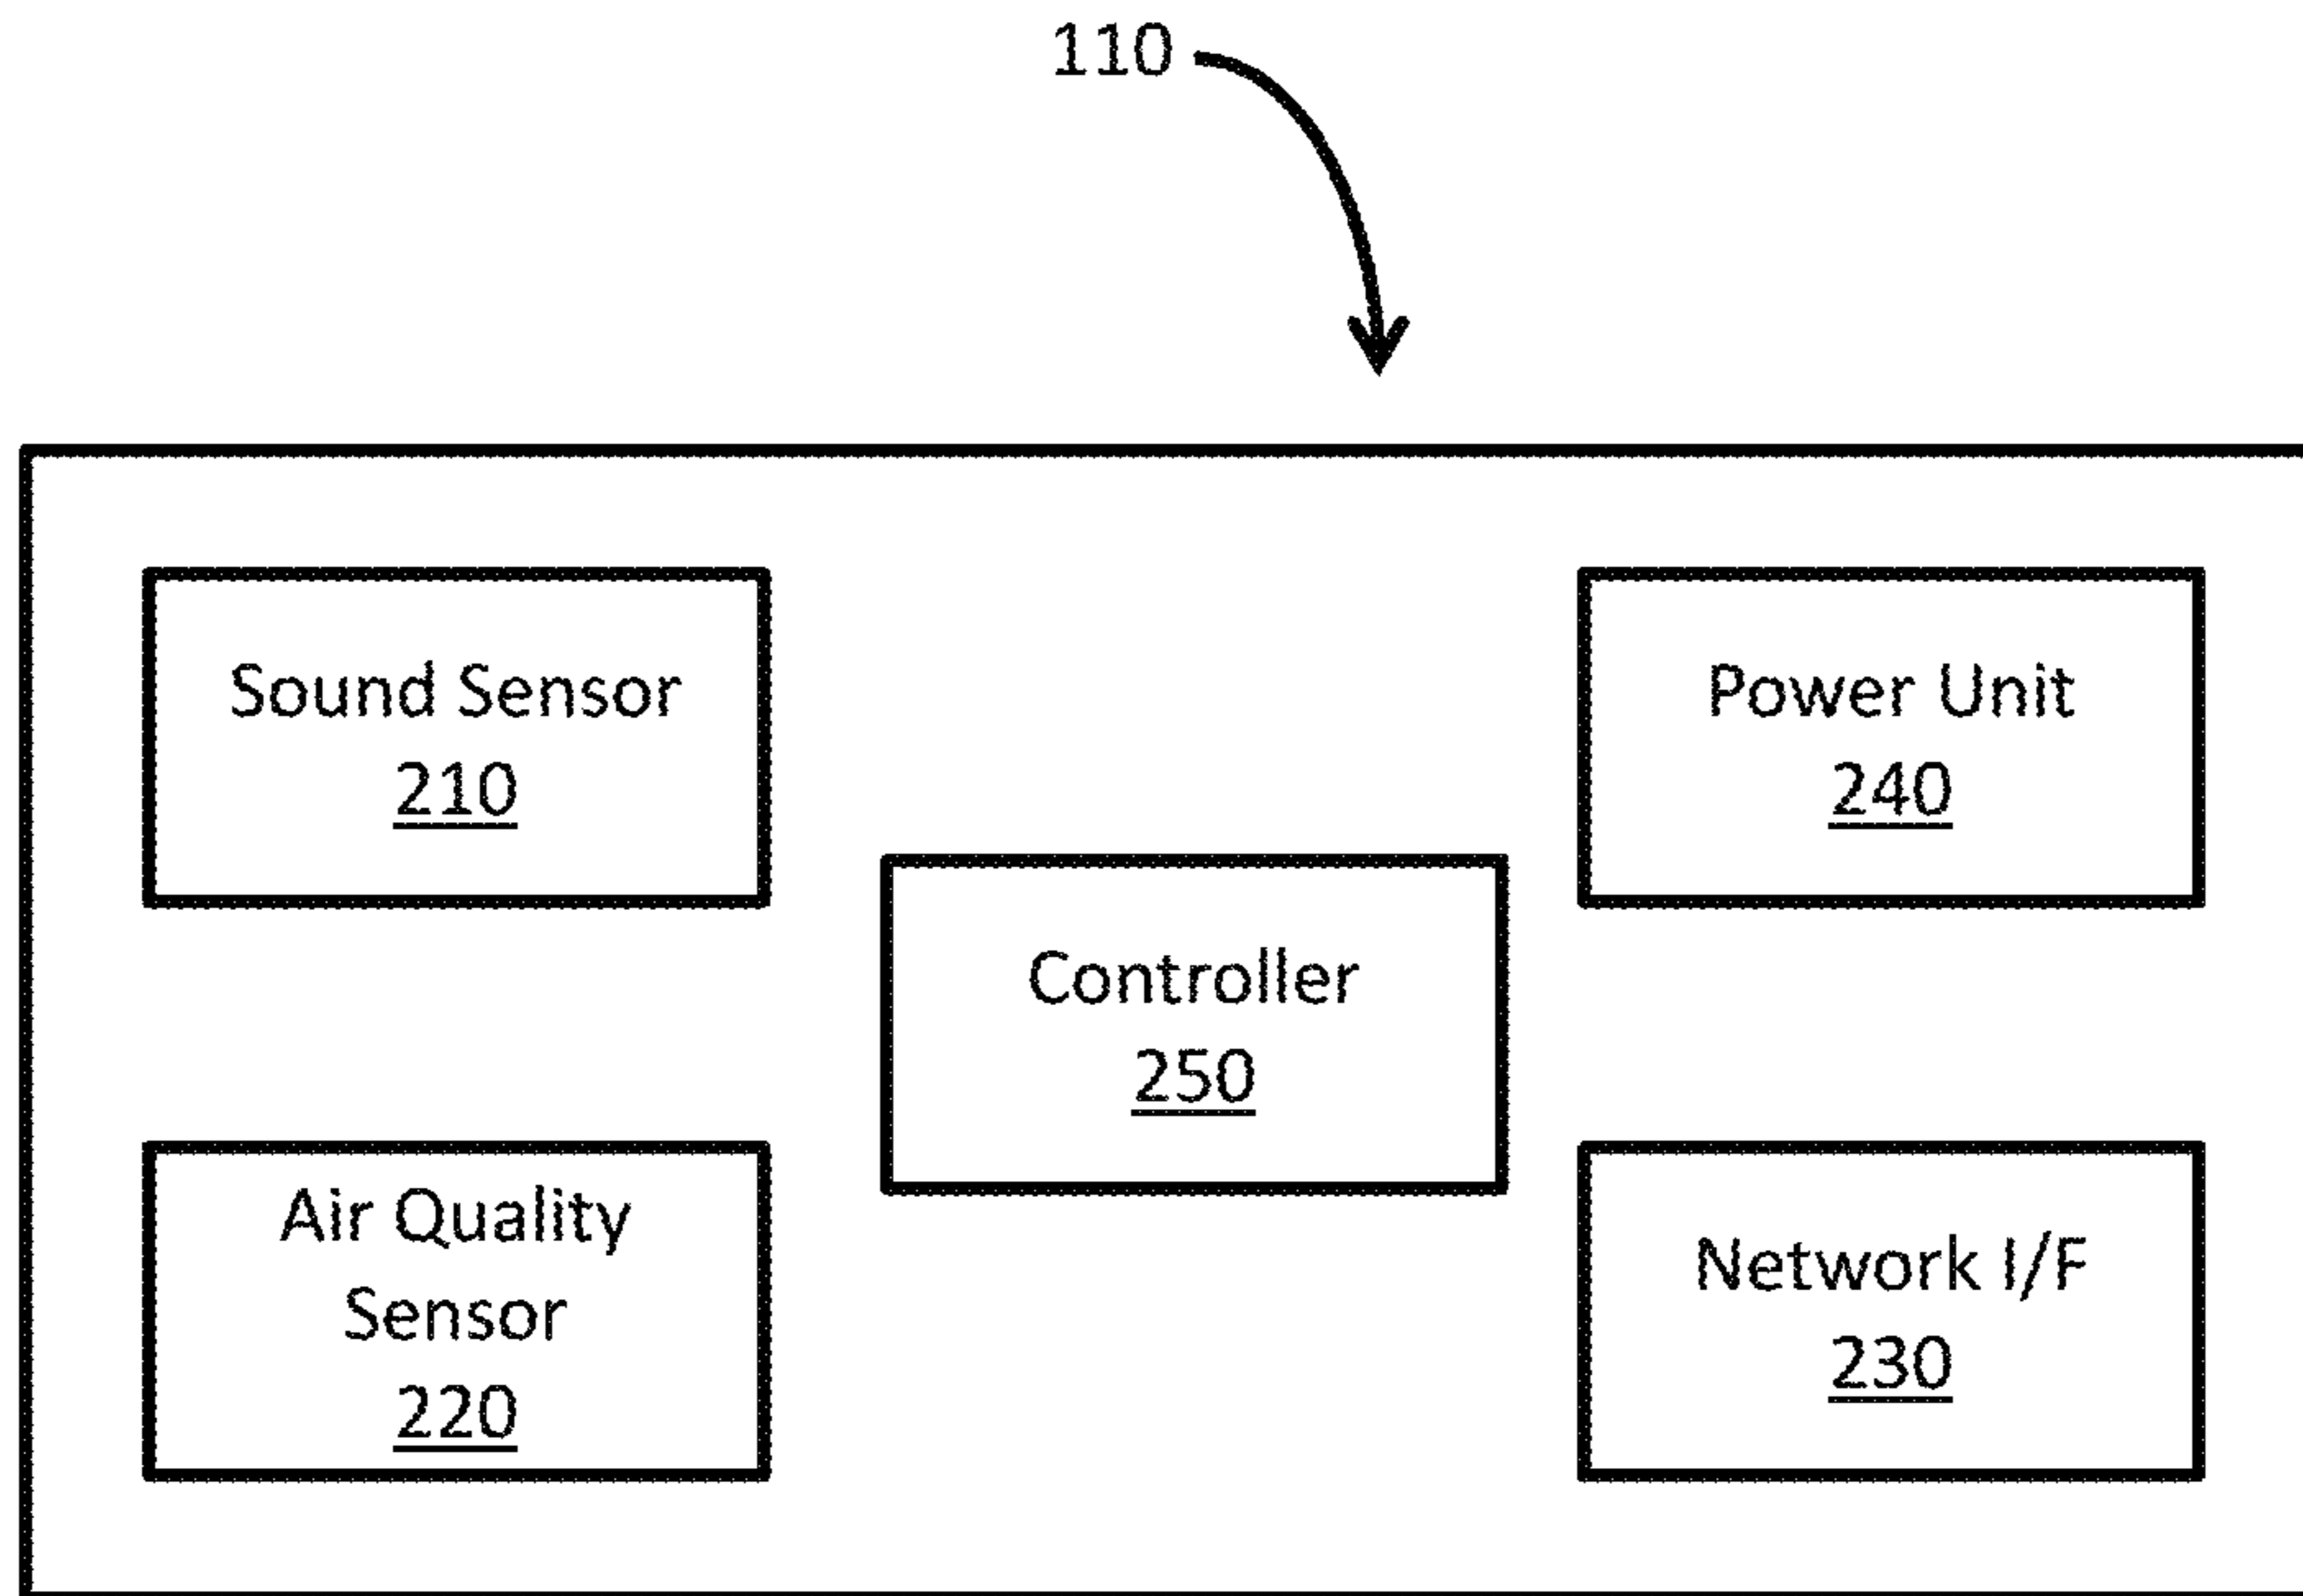 110
Sound Sensor
210
Power Unit
240
Controller
250
Air Quality
Sensor
220
Network I/F
230